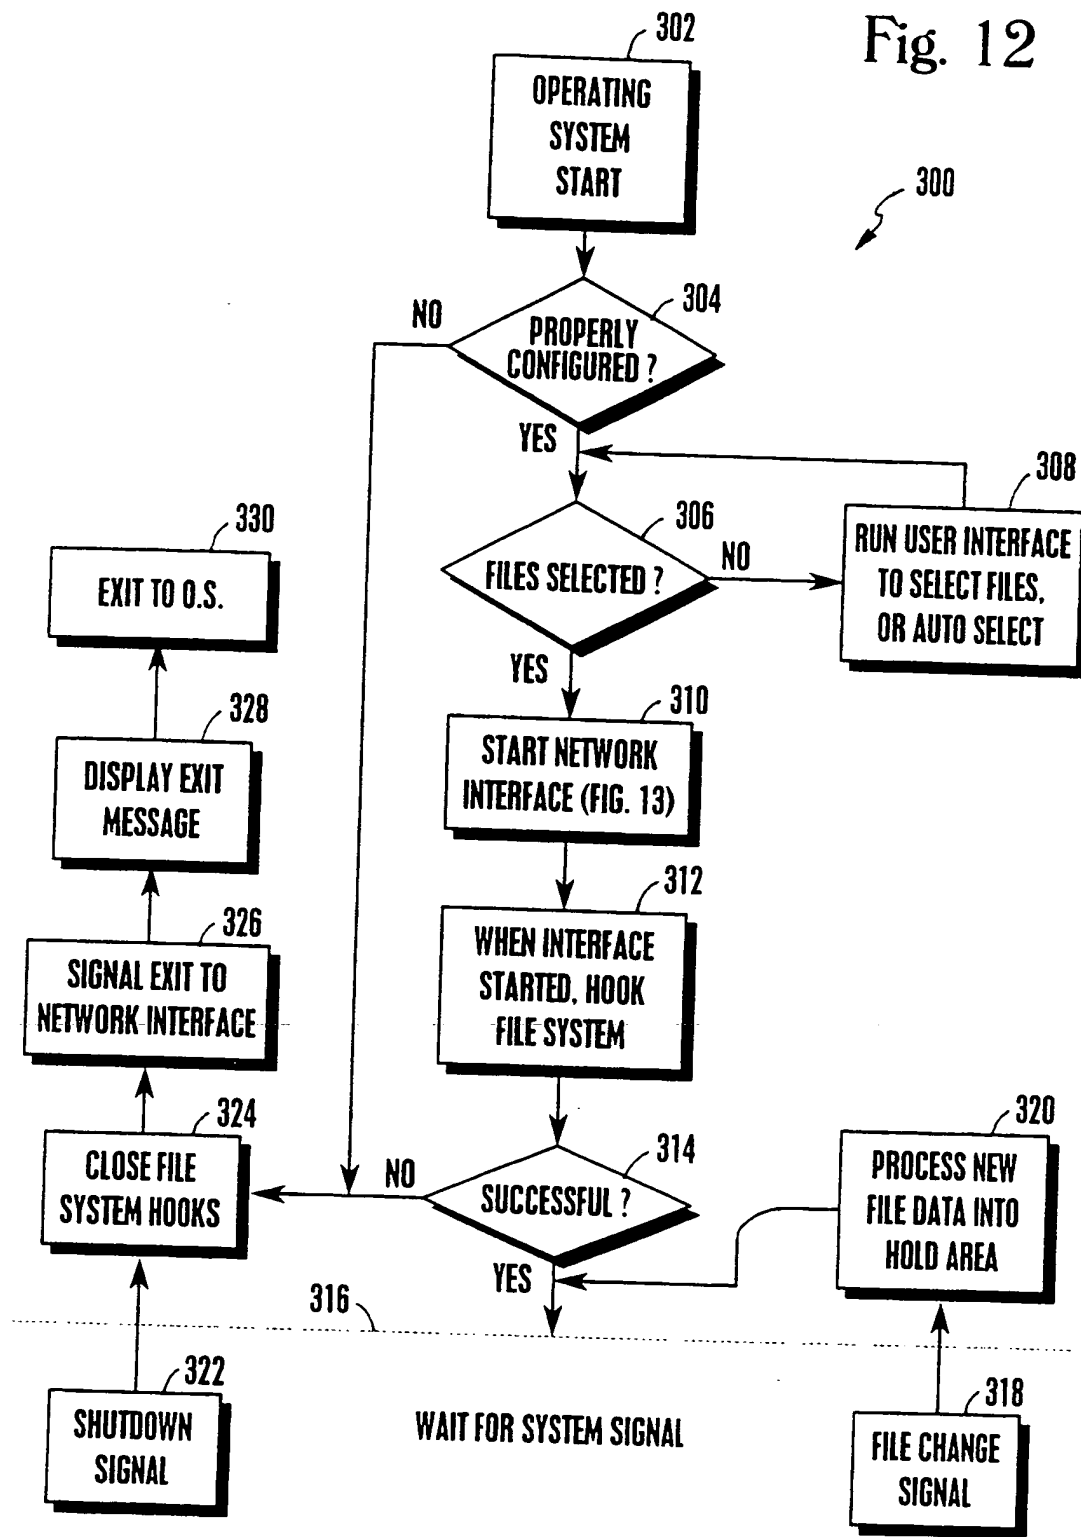 Fig. 12
302
OPERATING
SYSTEM
START
300
304
NO
PROPERLY
CONFIGURED ?
YES
308
330
306
RUN USER INTERFACE
TO SELECT FILES,
OR AUTO SELECT
EXIT TO O.S.
FILES SELECTED ?
NO
YES
328
310
DISPLAY EXIT
MESSAGE
START NETWORK
INTERFACE (FIG. 13)
312
326
WHEN INTERFACE
STARTED, HOOK
FILE SYSTEM
SIGNAL EXIT TO
NETWORK INTERFACE
324
314
320
CLOSE FILE
SYSTEM HOOKS
NO
SUCCESSFUL ?
PROCESS NEW
FILE DATA INTO
HOLD AREA
YES
316
322
318
SHUTDOWN
SIGNAL
WAIT FOR SYSTEM SIGNAL
FILE CHANGE
SIGNAL